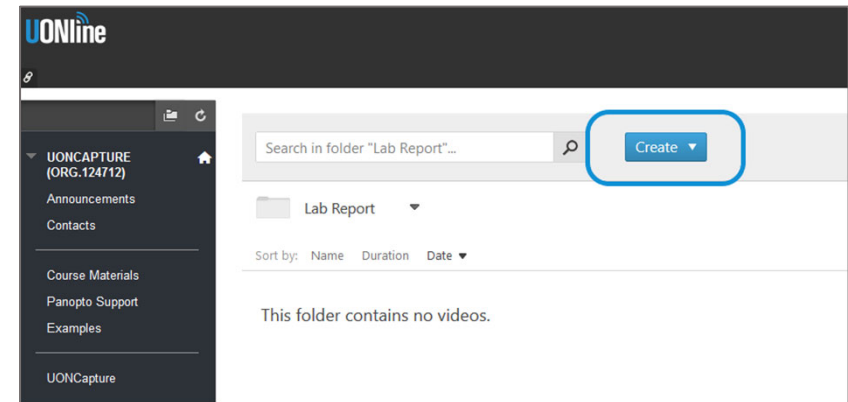 UONline
UONCAPTURE
(ORG.124712)
Announcements
Contacts
Course Materials
Panopto Support
Examples
UONCapture
Search in folder "Lab Report"...
Create
Lab Report
Sort by: Name Duration Date
This folder contains no videos.